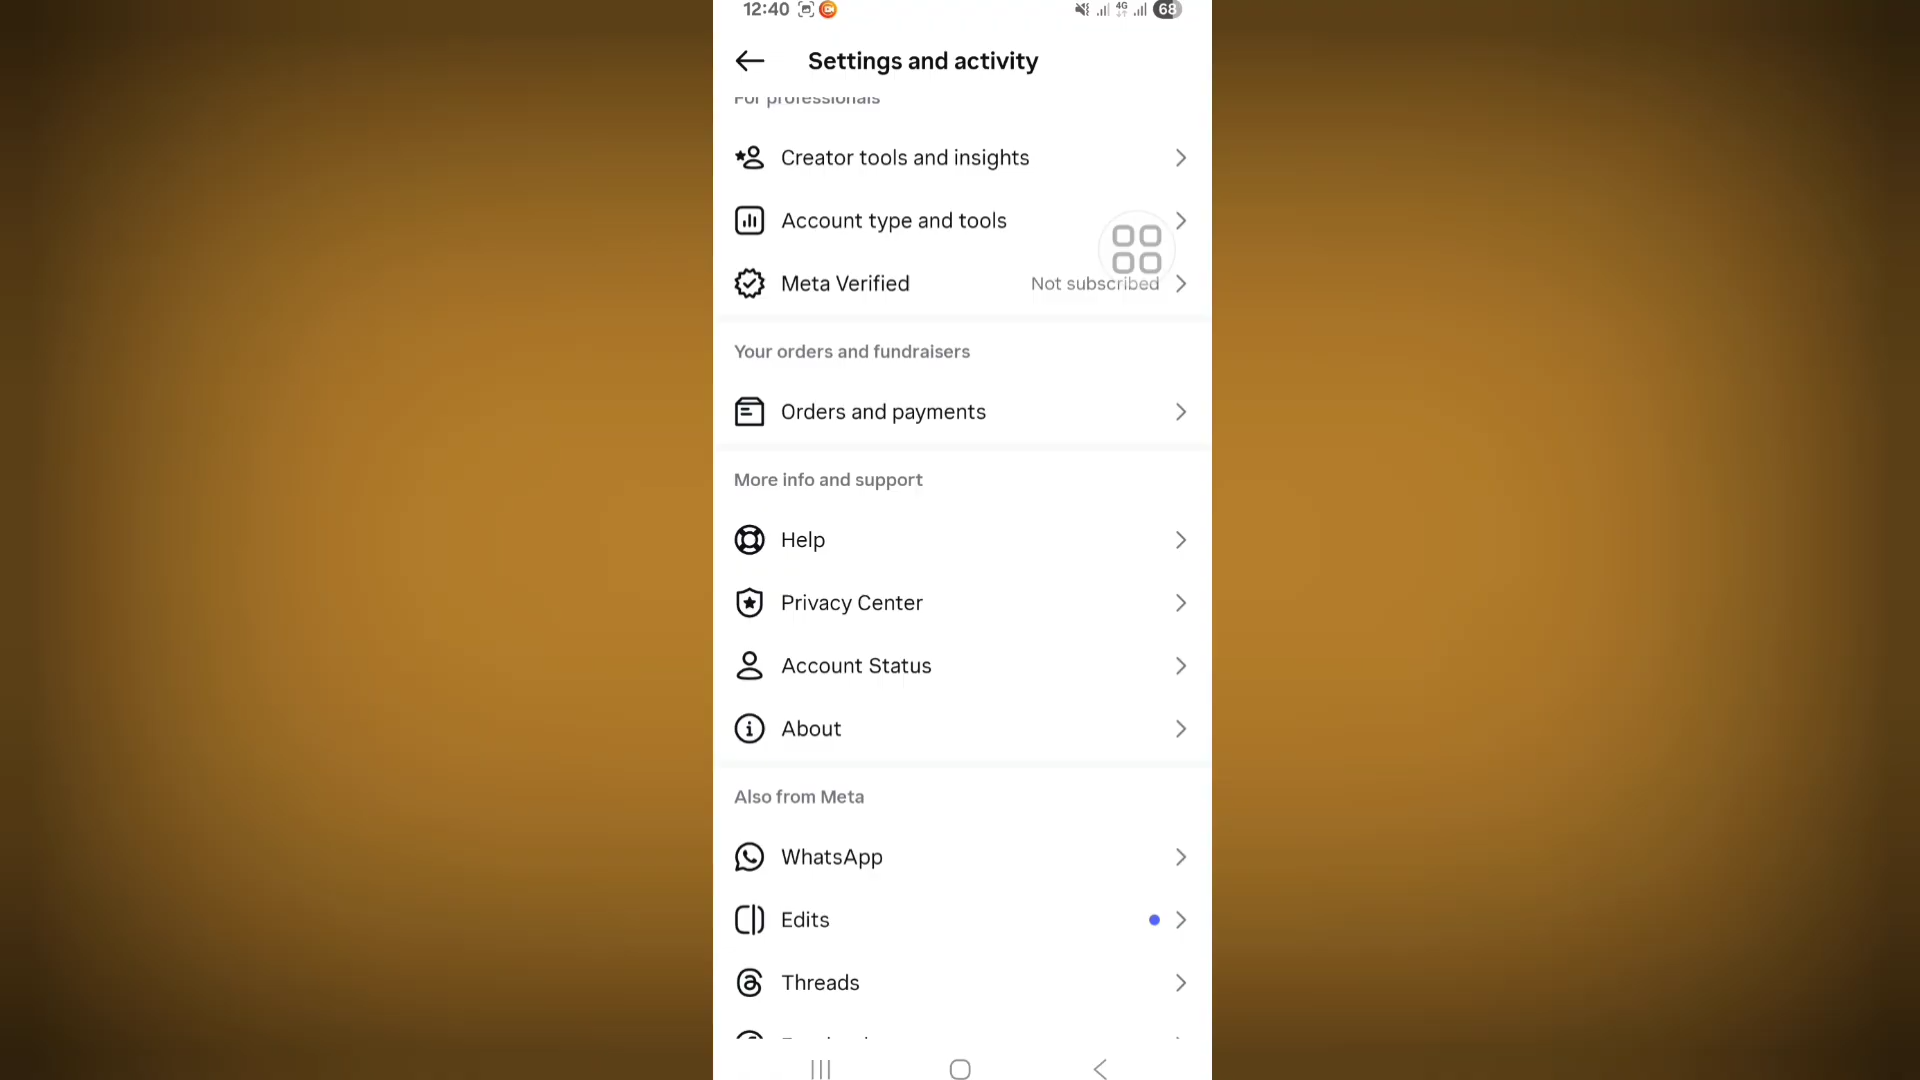 12:40 4G 68
Settings and activity
For professionals
Creator tools and insights
Account type and tools
Meta Verified Not subscribed
Your orders and fundraisers
Orders and payments
More info and support
Help
Privacy Center
Account Status
About
Also from Meta
WhatsApp
Edits
Threads